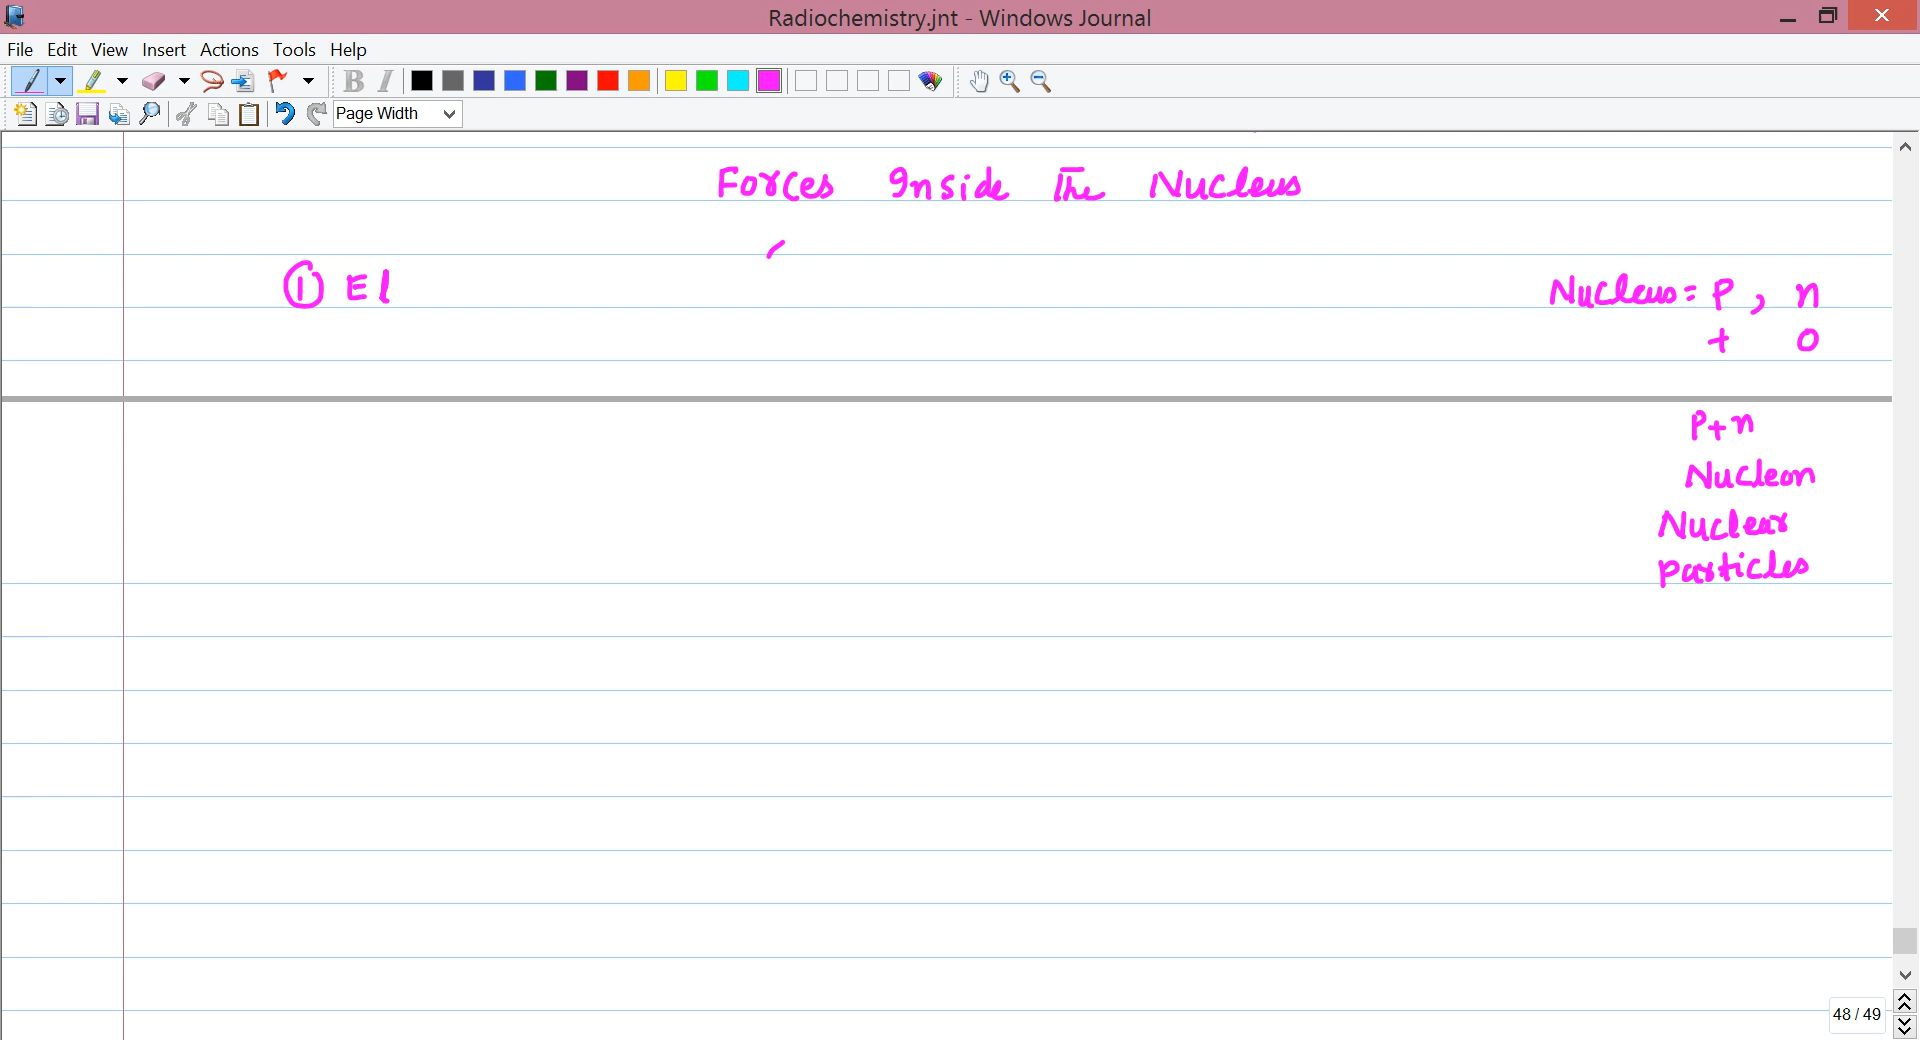 Radiochemistry.jnt - Windows Journal
File Edit View Insert Actions Tools Help
B I
Page Width
Forces Inside The Nucleus
① El
Nucleus = P , n
+ 0
P+n
Nucleon
Nuclear
particles
48 / 49